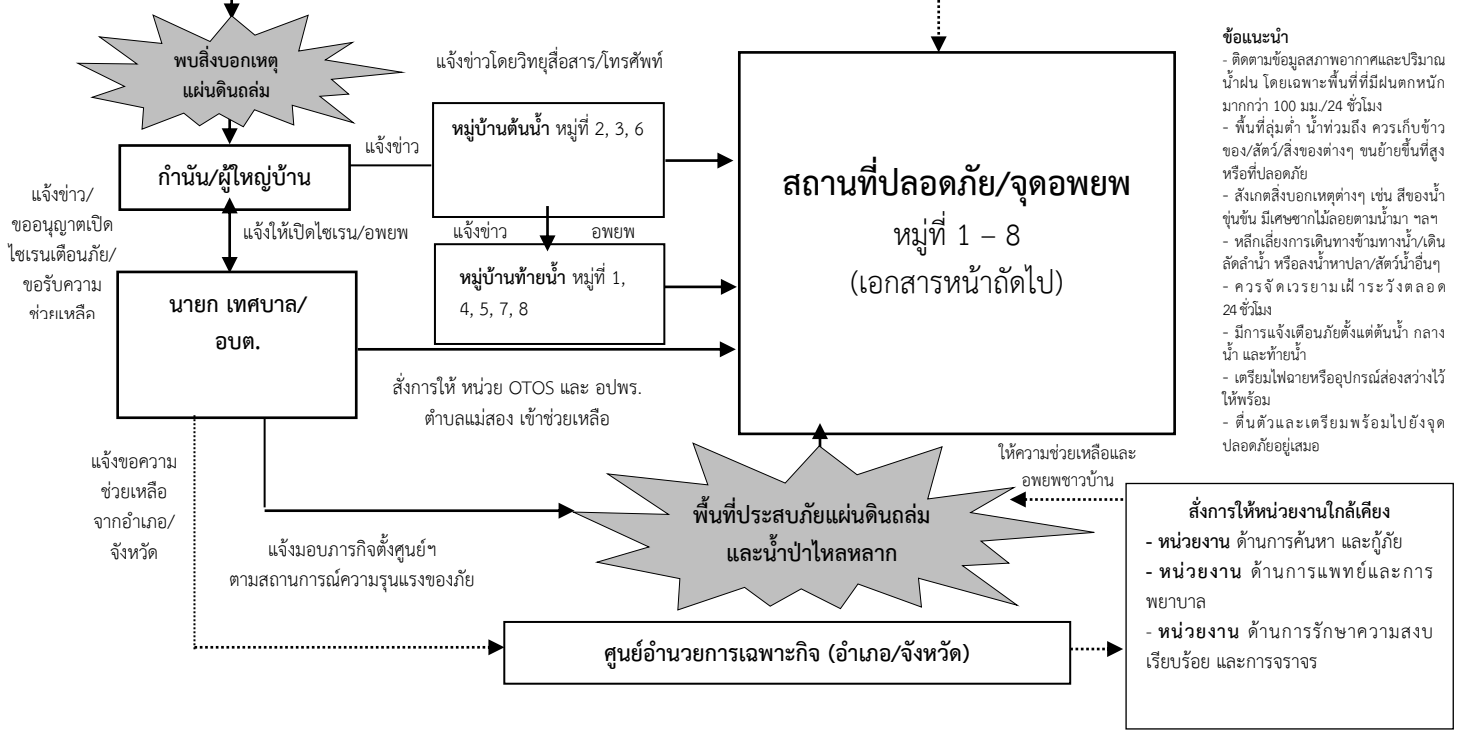 พบสิ่งบอกเหตุ
แผ่นดินถล่ม
แจ้งข่าวโดยวิทยุสื่อสาร/โทรศัพท์
กำนัน/ผู้ใหญ่บ้าน
แจ้งข่าว
หมู่บ้านต้นน้ำ หมู่ที่ 2, 3, 6
แจ้งข่าว/
ขออนุญาตเปิด
ไซเรนเตือนภัย/
ขอรับความ
ช่วยเหลือ
แจ้งให้เปิดไซเรน/อพยพ
แจ้งข่าว
อพยพ
หมู่บ้านท้ายน้ำ หมู่ที่ 1,
4, 5, 7, 8
นายก เทศบาล/
อบต.
สั่งการให้ หน่วย OTOS และ อปพร.
ตำบลแม่สอง เข้าช่วยเหลือ
สถานที่ปลอดภัย/จุดอพยพ
หมู่ที่ 1 – 8
(เอกสารหน้าถัดไป)
ข้อแนะนำ
- ติดตามข้อมูลสภาพอากาศและปริมาณ
น้ำฝน โดยเฉพาะพื้นที่ที่มีฝนตกหนัก
มากกว่า 100 มม./24 ชั่วโมง
- พื้นที่ลุ่มต่ำ น้ำท่วมถึง ควรเก็บข้าว
ของ/สัตว์/สิ่งของต่างๆ ขนย้ายขึ้นที่สูง
หรือที่ปลอดภัย
- สังเกตสิ่งบอกเหตุต่างๆ เช่น สีของน้ำ
ขุ่นข้น มีเศษซากไม้ลอยตามน้ำมา ฯลฯ
- หลีกเลี่ยงการเดินทางข้ามทางน้ำ/เดิน
ลัดลำน้ำ หรือลงน้ำหาปลา/สัตว์น้ำอื่นๆ
- ควรจัดเวรยามเฝ้าระวังตลอด
24 ชั่วโมง
- มีการแจ้งเตือนภัยตั้งแต่ต้นน้ำ กลาง
น้ำ และท้ายน้ำ
- เตรียมไฟฉายหรืออุปกรณ์ส่องสว่างไว้
ให้พร้อม
- ตื่นตัวและเตรียมพร้อมไปยังจุด
ปลอดภัยอยู่เสมอ
แจ้งขอความ
ช่วยเหลือ
จากอำเภอ/
จังหวัด
แจ้งมอบภารกิจตั้งศูนย์ฯ
ตามสถานการณ์ความรุนแรงของภัย
พื้นที่ประสบภัยแผ่นดินถล่ม
และน้ำป่าไหลหลาก
ให้ความช่วยเหลือและ
อพยพชาวบ้าน
ศูนย์อำนวยการเฉพาะกิจ (อำเภอ/จังหวัด)
สั่งการให้หน่วยงานใกล้เคียง
- หน่วยงาน ด้านการค้นหา และกู้ภัย
- หน่วยงาน ด้านการแพทย์และการ
พยาบาล
- หน่วยงาน ด้านการรักษาความสงบ
เรียบร้อย และการจราจร